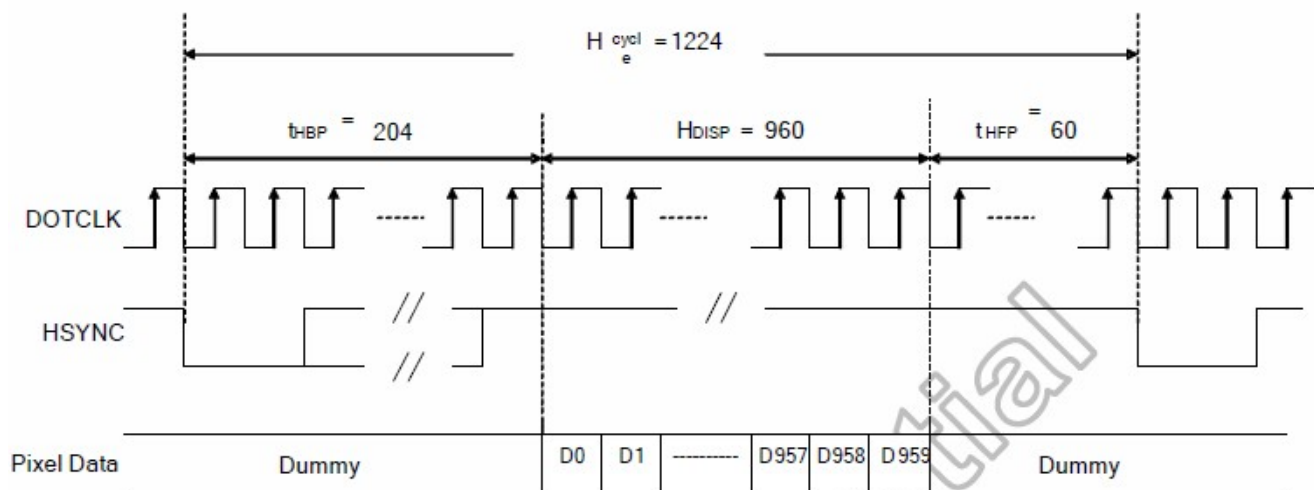 H cycl e = 1224
tHBP = 204
HDISP = 960
tHFP = 60
DOTCLK
HSYNC
Pixel Data Dummy D0 D1 ---------- D957 D958 D959 Dummy
tial